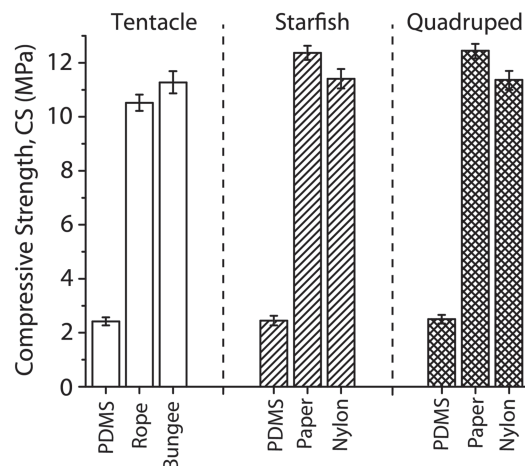 Tentacle Starfish Quadruped
Compressive Strength, CS (MPa)
12
10
8
6
4
2
0
PDMS
Rope
Bungee
PDMS
Paper
Nylon
PDMS
Paper
Nylon